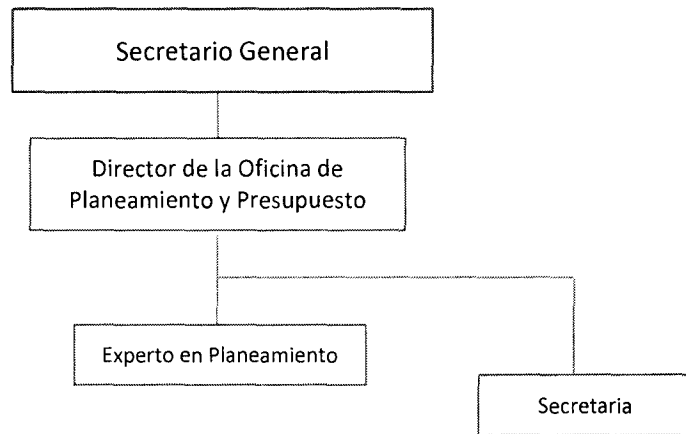 Secretario General
Director de la Oficina de
Planeamiento y Presupuesto
Experto en Planeamiento
Secretaria